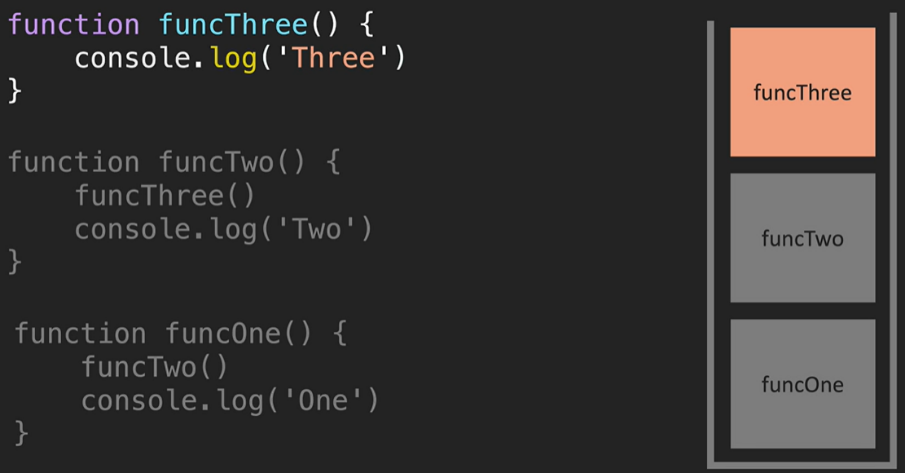 function funcThree() {
    console.log('Three')
}
function funcTwo() {
    funcThree()
    console.log('Two')
}
function funcOne() {
    funcTwo()
    console.log('One')
}
funcThree
funcTwo
funcOne